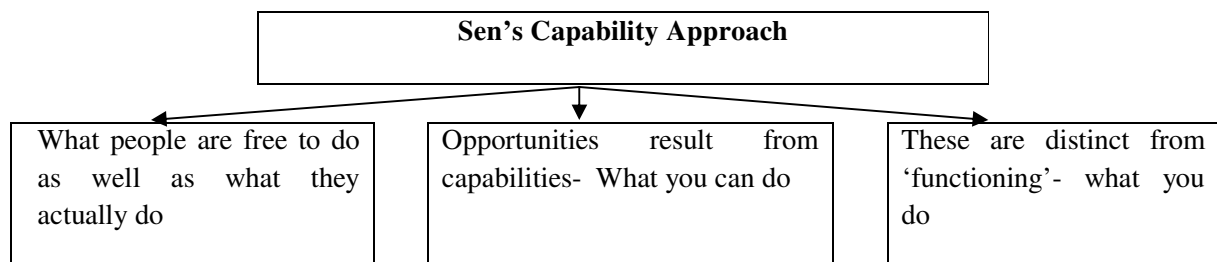 Sen’s Capability Approach
What people are free to do
as well as what they
actually do
Opportunities result from
capabilities- What you can do
These are distinct from
‘functioning’- what you
do